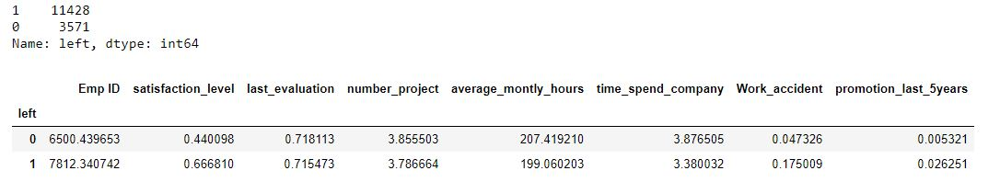 1 11428
0 3571
Name: left, dtype: int64
Emp ID satisfaction_level last_evaluation number_project average_montly_hours time_spend_company Work_accident promotion_last_5years
left
0 6500.439653 0.440098 0.718113 3.855503 207.419210 3.876505 0.047326 0.005321
1 7812.340742 0.666810 0.715473 3.786664 199.060203 3.380032 0.175009 0.026251